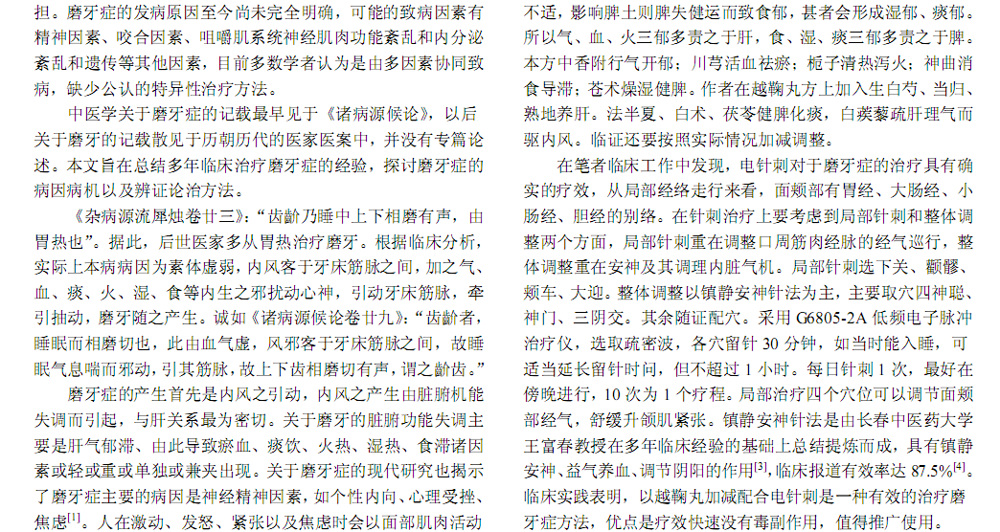 担。磨牙症的发病原因至今尚未完全明确，可能的致病因素有
精神因素、咬合因素、咀嚼肌系统神经肌肉功能紊乱和内分泌
紊乱和遗传等其他因素，目前多数学者认为是由多因素协同致
病，缺少公认的特异性治疗方法。
中医学关于磨牙症的记载最早见于《诸病源候论》，以后
关于磨牙的记载散见于历朝历代的医家医案中，并没有专篇论
述。本文旨在总结多年临床治疗磨牙症的经验，探讨磨牙症的
病因病机以及辨证论治方法。
《杂病源流犀烛卷廿三》：“齿齘乃睡中上下相磨有声，由
胃热也”。据此，后世医家多从胃热治疗磨牙。根据临床分析，
实际上本病病因为素体虚弱，内风客于牙床筋脉之间，加之气、
血、痰、火、湿、食等内生之邪扰动心神，引动牙床筋脉，牵
引抽动，磨牙随之产生。诚如《诸病源候论卷廿九》：“齿齘者，
睡眠而相磨切也，此由血气虚，风邪客于牙床筋脉之间，故睡
眠气息喘而邪动，引其筋脉，故上下齿相磨切有声，谓之齘齿。”
磨牙症的产生首先是内风之引动，内风之产生由脏腑机能
失调而引起，与肝关系最为密切。关于磨牙的脏腑功能失调主
要是肝气郁滞、由此导致瘀血、痰饮、火热、湿热、食滞诸因
素或轻或重或单独或兼夹出现。关于磨牙症的现代研究也揭示
了磨牙症主要的病因是神经精神因素，如个性内向、心理受挫、
焦虑[1]。人在激动、发怒、紧张以及焦虑时会以面部肌肉活动
不适，影响脾土则脾失健运而致食郁，甚者会形成湿郁、痰郁。
所以气、血、火三郁多责之于肝，食、湿、痰三郁多责之于脾。
本方中香附行气开郁；川芎活血祛瘀；栀子清热泻火；神曲消
食导滞；苍术燥湿健脾。作者在越鞠丸方上加入生白芍、当归、
熟地养肝。法半夏、白术、茯苓健脾化痰，白蒺藜疏肝理气而
驱内风。临证还要按照实际情况加减调整。
在笔者临床工作中发现，电针刺对于磨牙症的治疗具有确
实的疗效，从局部经络走行来看，面颊部有胃经、大肠经、小
肠经、胆经的别络。在针刺治疗上要考虑到局部针刺和整体调
整两个方面，局部针刺重在调整口周筋肉经脉的经气巡行，整
体调整重在安神及其调理内脏气机。局部针刺选下关、颧髎、
颊车、大迎。整体调整以镇静安神针法为主，主要取穴四神聪、
神门、三阴交。其余随证配穴。采用 G6805-2A 低频电子脉冲
治疗仪，选取疏密波，各穴留针 30 分钟，如当时能入睡，可
适当延长留针时问，但不超过 1 小时。每日针刺 1 次，最好在
傍晚进行，10 次为 1 个疗程。局部治疗四个穴位可以调节面颊
部经气，舒缓升颌肌紧张。镇静安神针法是由长春中医药大学
王富春教授在多年临床经验的基础上总结提炼而成，具有镇静
安神、益气养血、调节阴阳的作用[3]，临床报道有效率达 87.5%[4]。
临床实践表明，以越鞠丸加减配合电针刺是一种有效的治疗磨
牙症方法，优点是疗效快速没有毒副作用，值得推广使用。